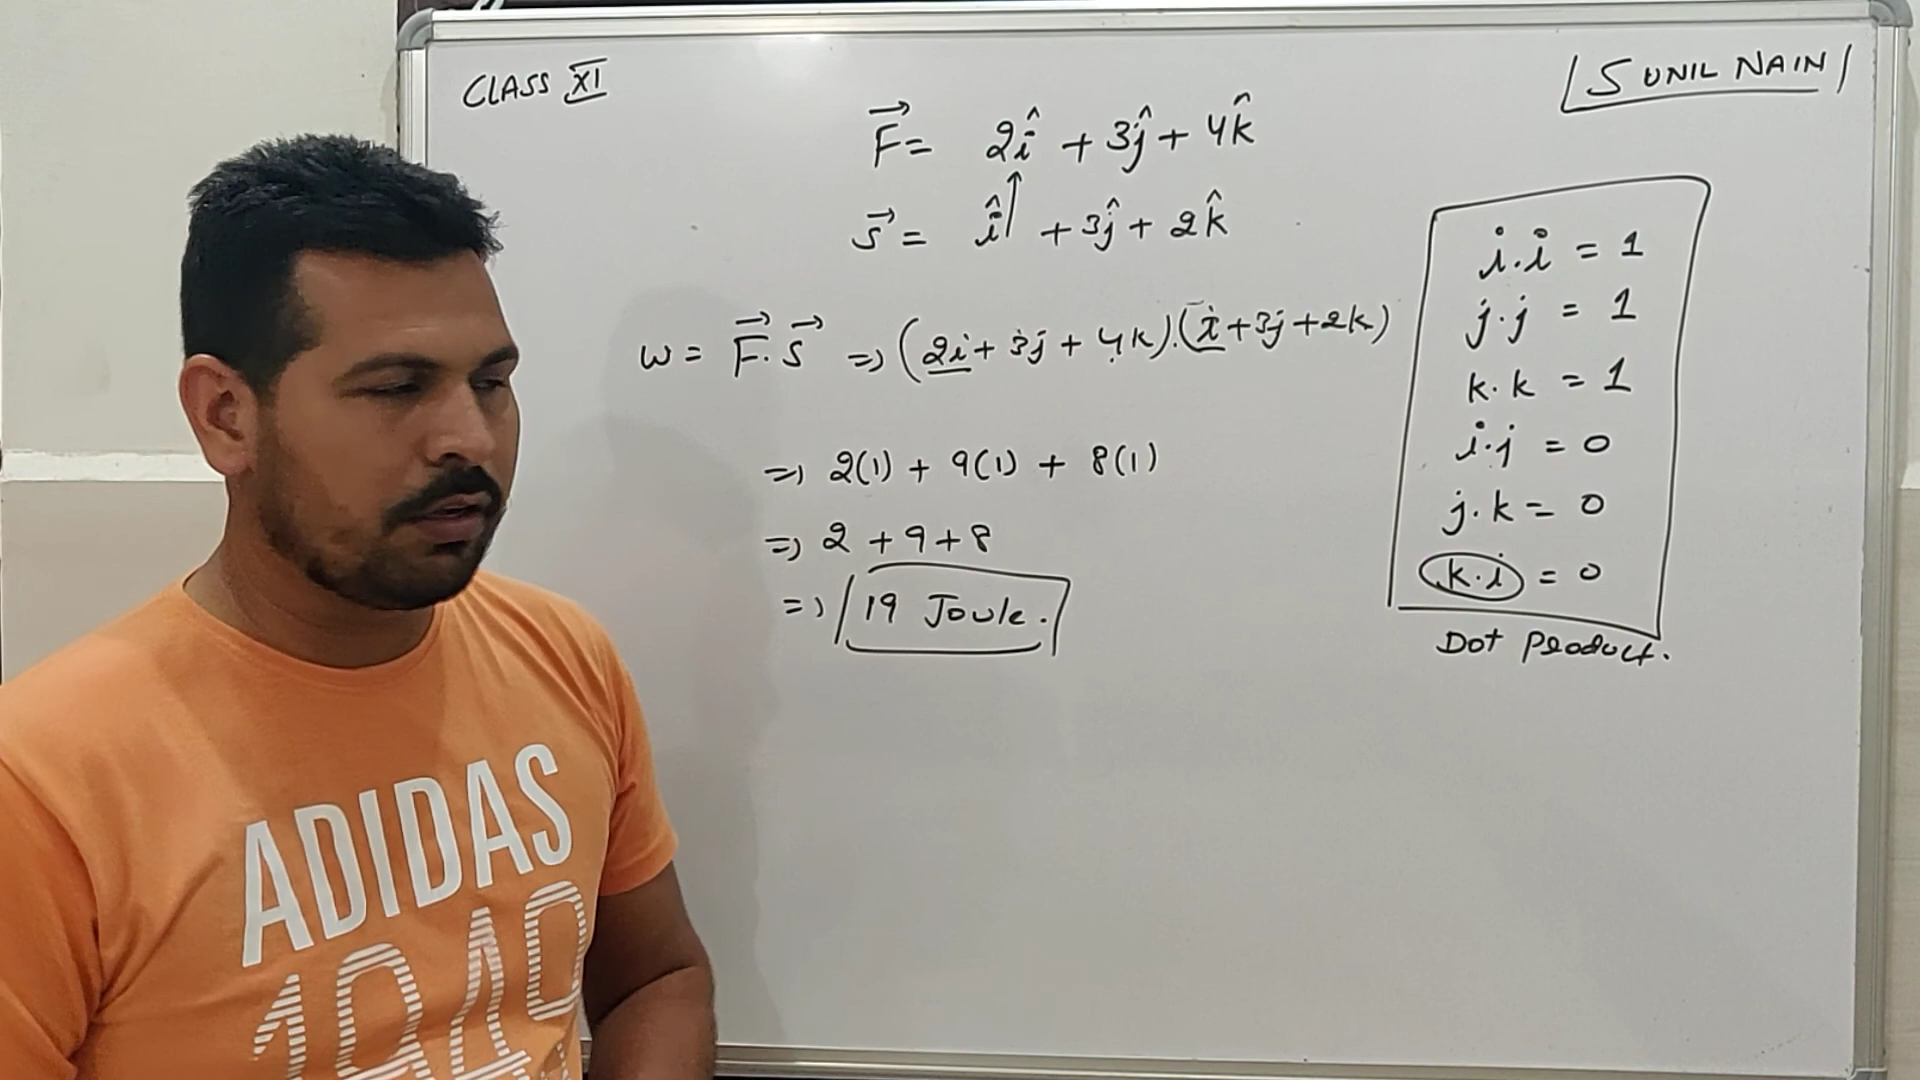 CLASS XI
SUNIL NAIN
F⃗ = 2î + 3ĵ + 4k̂
s⃗ = î + 3ĵ + 2k̂
w = F⃗.s⃗ => (2i + 3j + 4k).(i + 3j + 2k)
=> 2(1) + 9(1) + 8(1)
=> 2 + 9 + 8
=> 19 Joule.
i.i = 1
j.j = 1
k.k = 1
i.j = 0
j.k = 0
k.i = 0
Dot Product.
ADIDAS
1949